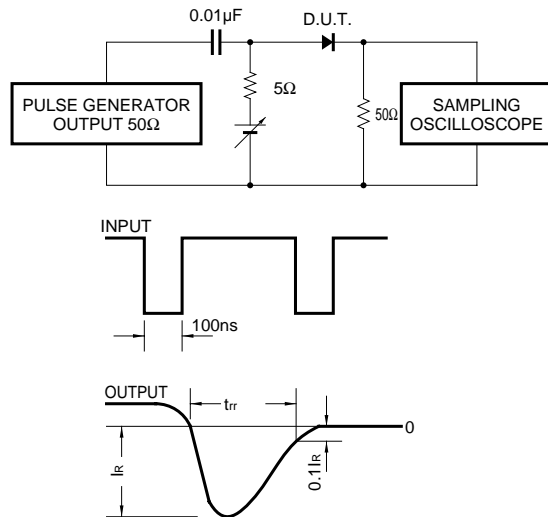 0.01µF
D.U.T.
5Ω
50Ω
PULSE GENERATOR
OUTPUT 50Ω
SAMPLING
OSCILLOSCOPE
INPUT
100ns
OUTPUT
trr
0
IR
0.1IR